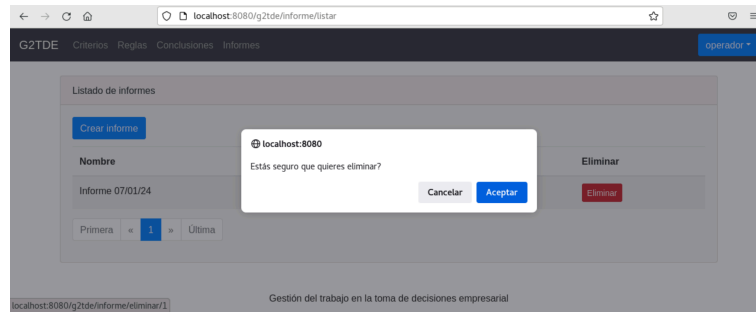 localhost:8080/g2tde/informe/listar
G2TDE Criterios Reglas Conclusiones Informes operador
Listado de informes
Crear informe
localhost:8080
Estás seguro que quieres eliminar?
Cancelar Aceptar
Nombre Eliminar
Informe 07/01/24 Eliminar
Primera « 1 » Última
Gestión del trabajo en la toma de decisiones empresarial
localhost:8080/g2tde/informe/eliminar/1